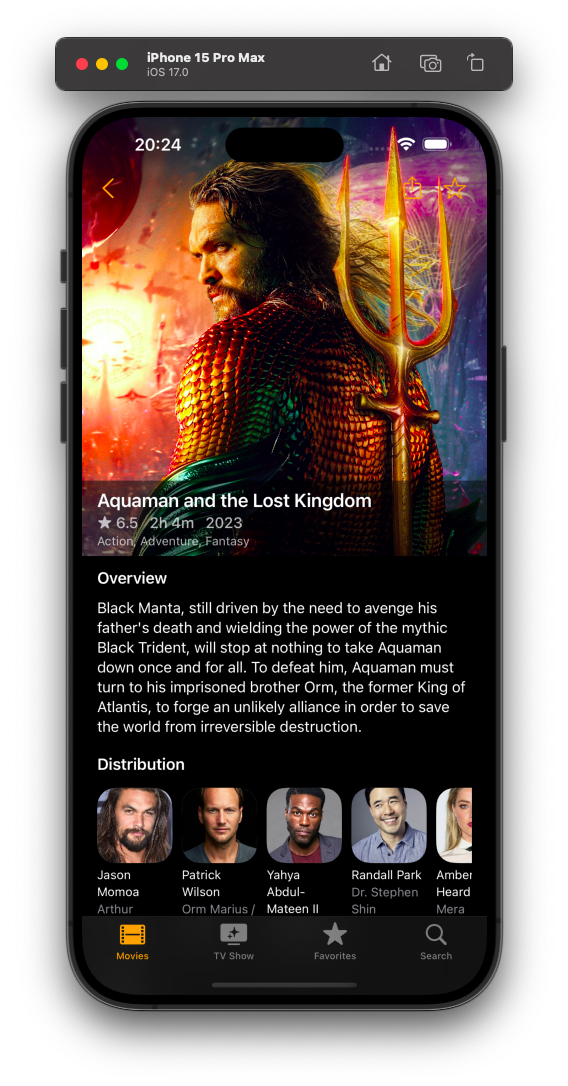 iPhone 15 Pro Max
iOS 17.0
20:24
Aquaman and the Lost Kingdom
6.5 2h 4m 2023
Action, Adventure, Fantasy
Overview
Black Manta, still driven by the need to avenge his
father's death and wielding the power of the mythic
Black Trident, will stop at nothing to take Aquaman
down once and for all. To defeat him, Aquaman must
turn to his imprisoned brother Orm, the former King of
Atlantis, to forge an unlikely alliance in order to save
the world from irreversible destruction.
Distribution
Jason
Momoa
Arthur
Patrick
Wilson
Orm Marius /
Yahya
Abdul-
Mateen II
Randall Park
Dr. Stephen
Shin
Amber
Heard
Mera
Movies
TV Show
Favorites
Search